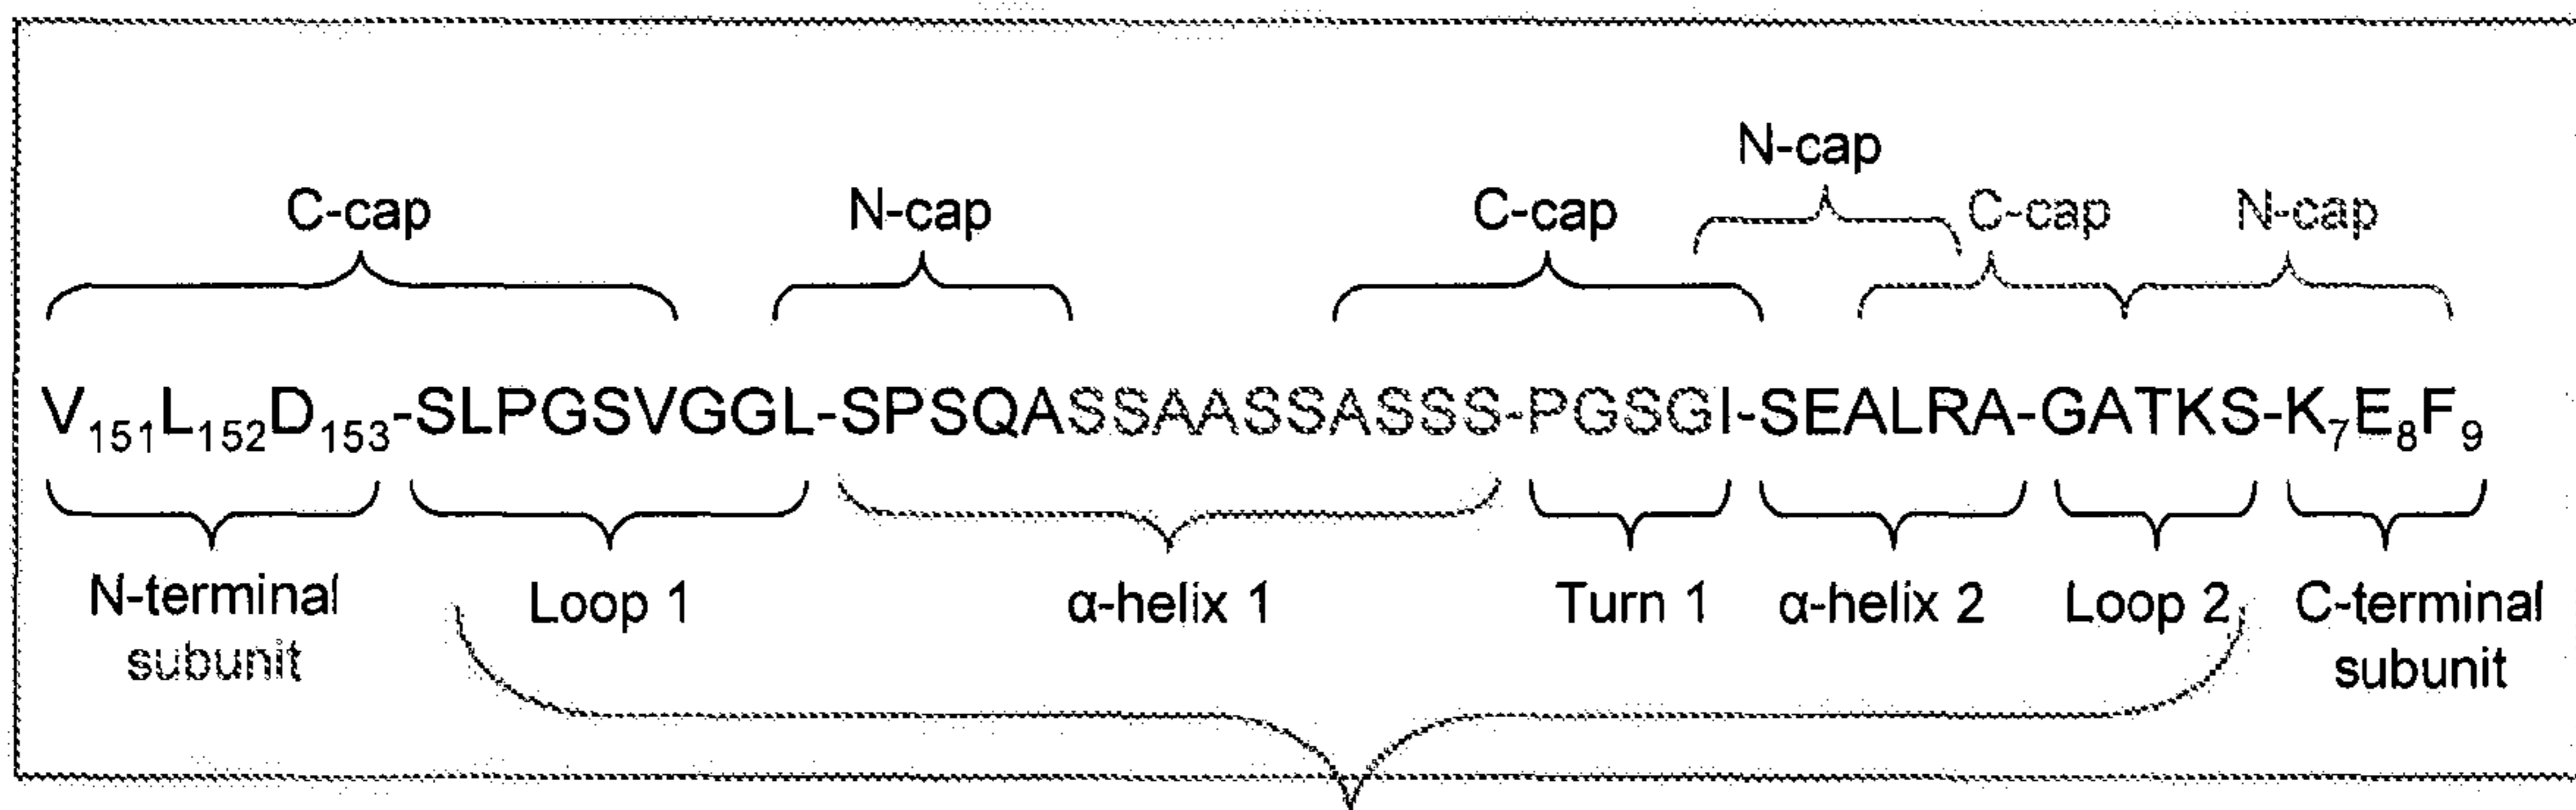 N-cap
C-cap N-cap C-cap C-cap N-cap
V₁₅₁L₁₅₂D₁₅₃-SLPGSVGGL-SPSQASSAASSASSS-PGSGI-SEALRA-GATKS-K₇E₈F₉
N-terminal subunit Loop 1 α-helix 1 Turn 1 α-helix 2 Loop 2 C-terminal subunit